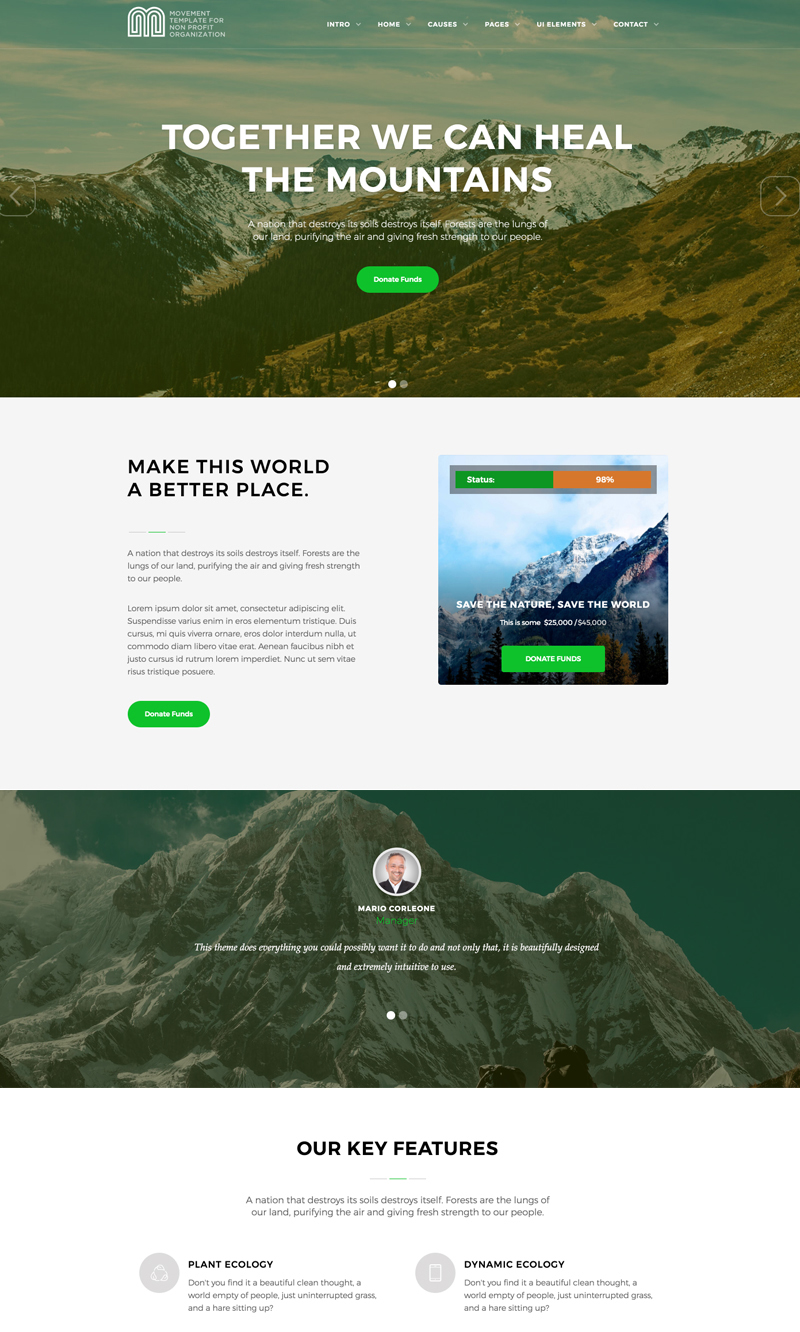 MOVEMENT
TEMPLATE FOR
NON PROFIT
ORGANIZATION
INTRO HOME CAUSES PAGES UI ELEMENTS CONTACT
TOGETHER WE CAN HEAL
THE MOUNTAINS
A nation that destroys its soils destroys itself. Forests are the lungs of
our land, purifying the air and giving fresh strength to our people.
Donate Funds
MAKE THIS WORLD
A BETTER PLACE.
A nation that destroys its soils destroys itself. Forests are the
lungs of our land, purifying the air and giving fresh strength
to our people.
Lorem ipsum dolor sit amet, consectetur adipiscing elit.
Suspendisse varius enim in eros elementum tristique. Duis
cursus, mi quis viverra ornare, eros dolor interdum nulla, ut
commodo diam libero vitae erat. Aenean faucibus nibh et
justo cursus id rutrum lorem imperdiet. Nunc ut sem vitae
risus tristique posuere.
Donate Funds
Status: 98%
SAVE THE NATURE, SAVE THE WORLD
This is some $25,000 / $45,000
DONATE FUNDS
MARIO CORLEONE
Manager
This theme does everything you could possibly want it to do and not only that, it is beautifully designed
and extremely intuitive to use.
OUR KEY FEATURES
A nation that destroys its soils destroys itself. Forests are the lungs of
our land, purifying the air and giving fresh strength to our people.
PLANT ECOLOGY
Don't you find it a beautiful clean thought, a
world empty of people, just uninterrupted grass,
and a hare sitting up?
DYNAMIC ECOLOGY
Don't you find it a beautiful clean thought, a
world empty of people, just uninterrupted grass,
and a hare sitting up?